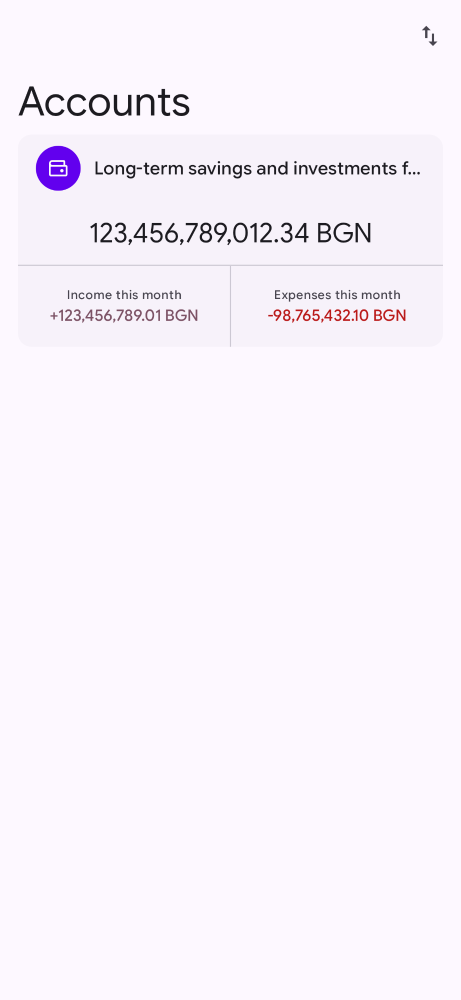 Accounts
Long-term savings and investments f...
123,456,789,012.34 BGN
Income this month
+123,456,789.01 BGN
Expenses this month
-98,765,432.10 BGN